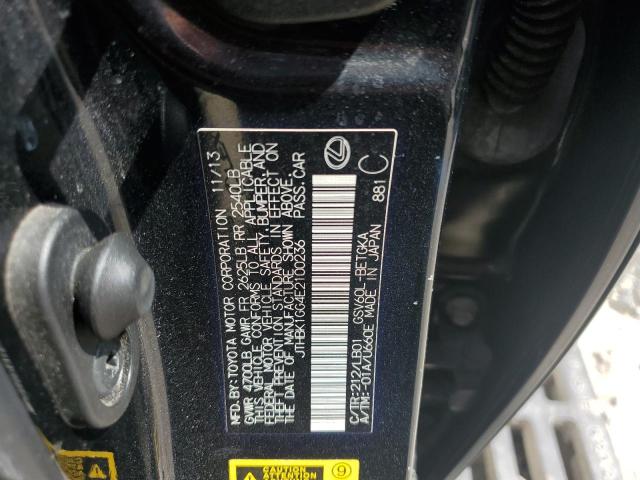 MFD. BY: TOYOTA MOTOR CORPORATION 11/13
GVWR 4700LB GAWR FR 2625LB RR 2540LB
THIS VEHICLE CONFORMS TO ALL APPLICABLE
FEDERAL MOTOR VEHICLE SAFETY, BUMPER, AND
THEFT PREVENTION STANDARDS IN EFFECT ON
THE DATE OF MANUFACTURE SHOWN ABOVE.
JTHBK1GG4E2100236 PASS. CAR
C/TR:212/LB01 GSV60L-BETGKA
A/TM:-01A/U660E MADE IN JAPAN
881 C
CAUTION
9